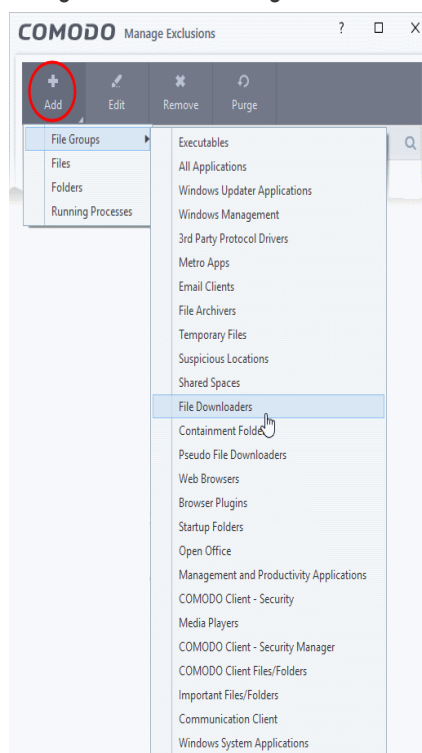 COMODO Manage Exclusions ? X
Add Edit Remove Purge
File Groups
Files
Folders
Running Processes
Executables
All Applications
Windows Updater Applications
Windows Management
3rd Party Protocol Drivers
Metro Apps
Email Clients
File Archivers
Temporary Files
Suspicious Locations
Shared Spaces
File Downloaders
Containment Folders
Pseudo File Downloaders
Web Browsers
Browser Plugins
Startup Folders
Open Office
Management and Productivity Applications
COMODO Client - Security
Media Players
COMODO Client - Security Manager
COMODO Client Files/Folders
Important Files/Folders
Communication Client
Windows System Applications